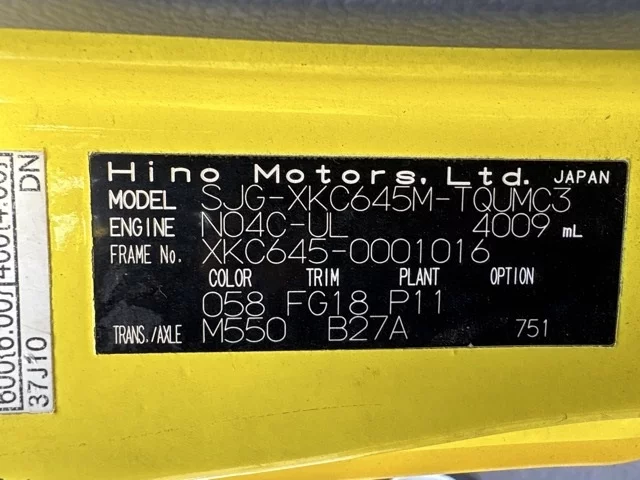 Hino Motors, Ltd. JAPAN
MODEL SJG-XKC645M-TQUMC3
ENGINE N04C-UL 4009 mL
FRAME No. XKC645-0001016
COLOR TRIM PLANT OPTION
058 FG18 P11
TRANS./AXLE M550 B27A 751
DN
37J10